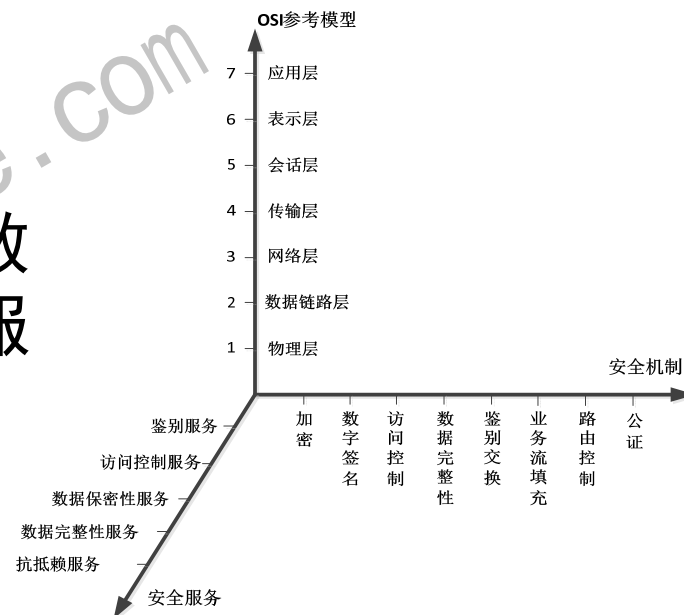 OSI参考模型
7 应用层
6 表示层
5 会话层
4 传输层
3 网络层
2 数据链路层
1 物理层
安全机制
加密
数字签名
访问控制
数据完整性
鉴别交换
业务流填充
路由控制
公证
鉴别服务
访问控制服务
数据保密性服务
数据完整性服务
抗抵赖服务
安全服务
.com